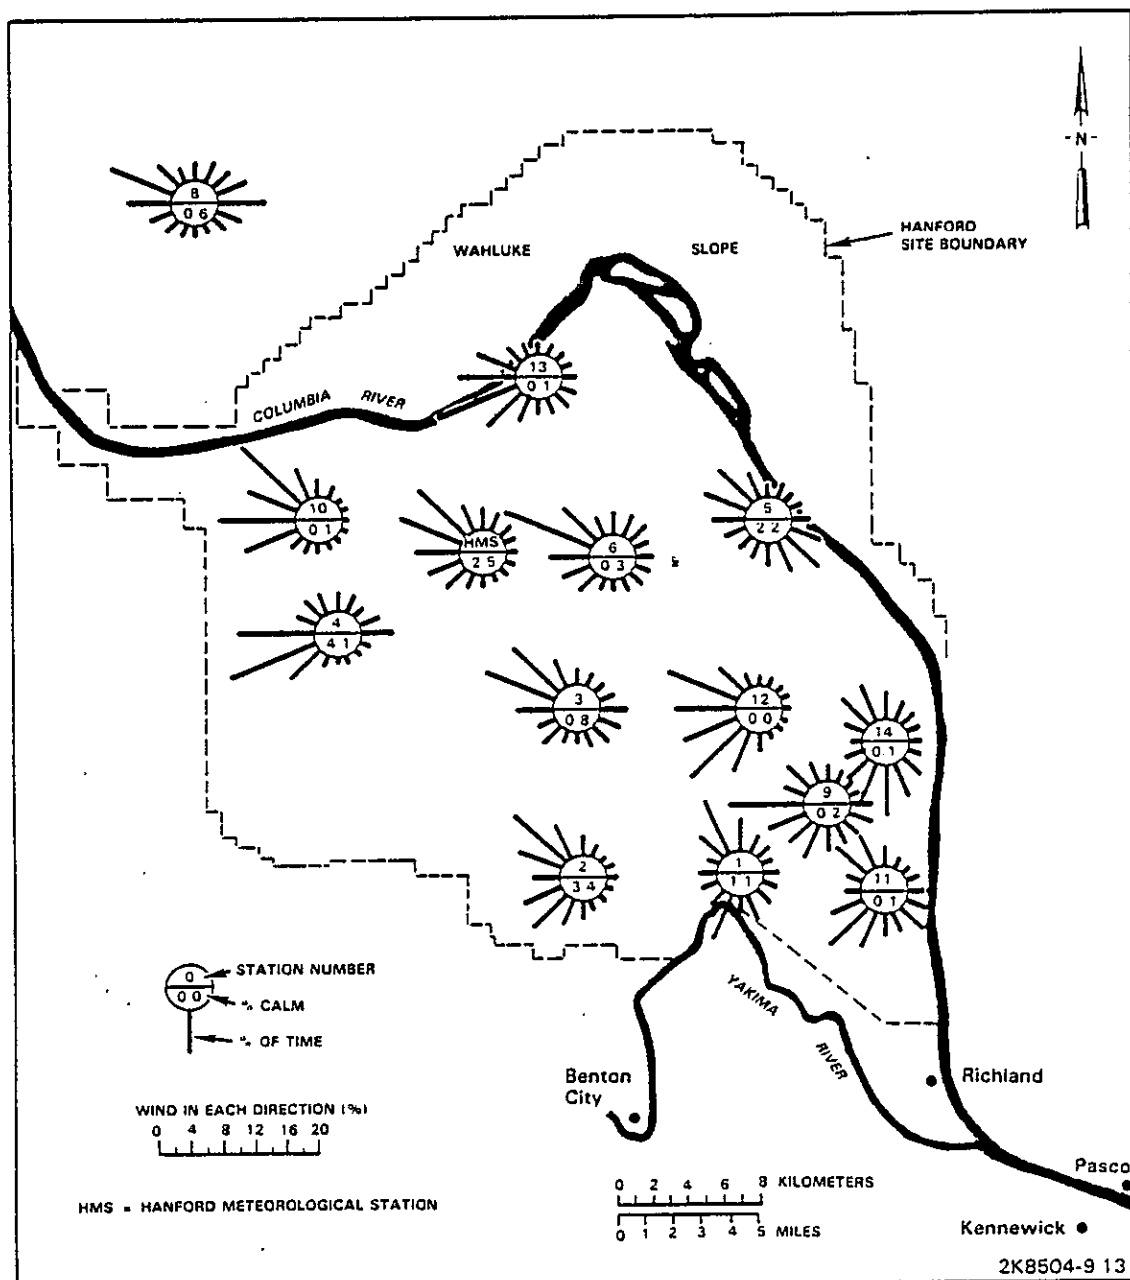 - N -
8
0 6
HANFORD
SITE BOUNDARY
WAHLUKE SLOPE
13
0 1
COLUMBIA RIVER
10
0 1
HMS
2 5
6
0 3
5
2 2
4
4 1
3
0 8
12
0 0
14
0.1
9
0 2
2
3 4
1
1 1
11
0 1
0
0 0
STATION NUMBER
% CALM
% OF TIME
YAKIMA
RIVER
Benton
City
Richland
WIND IN EACH DIRECTION (%)
0 4 8 12 16 20
HMS = HANFORD METEOROLOGICAL STATION
0 2 4 6 8 KILOMETERS
0 1 2 3 4 5 MILES
Pasco
Kennewick
2K8504-9 13